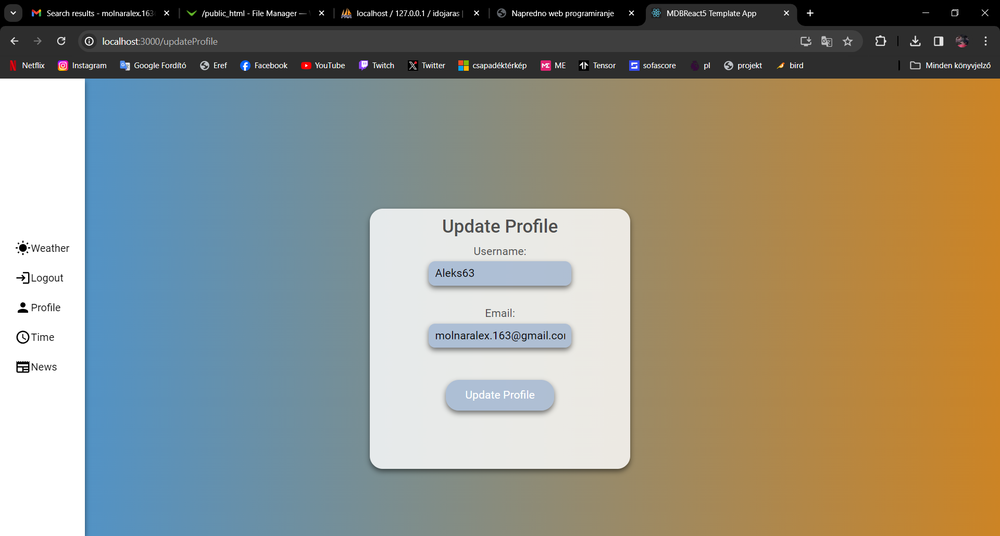 Search results - molnaralex.163
/public_html - File Manager —
localhost / 127.0.0.1 / idojaras |
Napredno web programiranje
MDBReact5 Template App
localhost:3000/updateProfile
Netflix Instagram Google Fordító Eref Facebook YouTube Twitch Twitter csapadéktérkép ME Tensor sofascore pl projekt bird Minden könyvjelző
Update Profile
Username:
Aleks63
Email:
molnaralex.163@gmail.com
Update Profile
Weather
Logout
Profile
Time
News